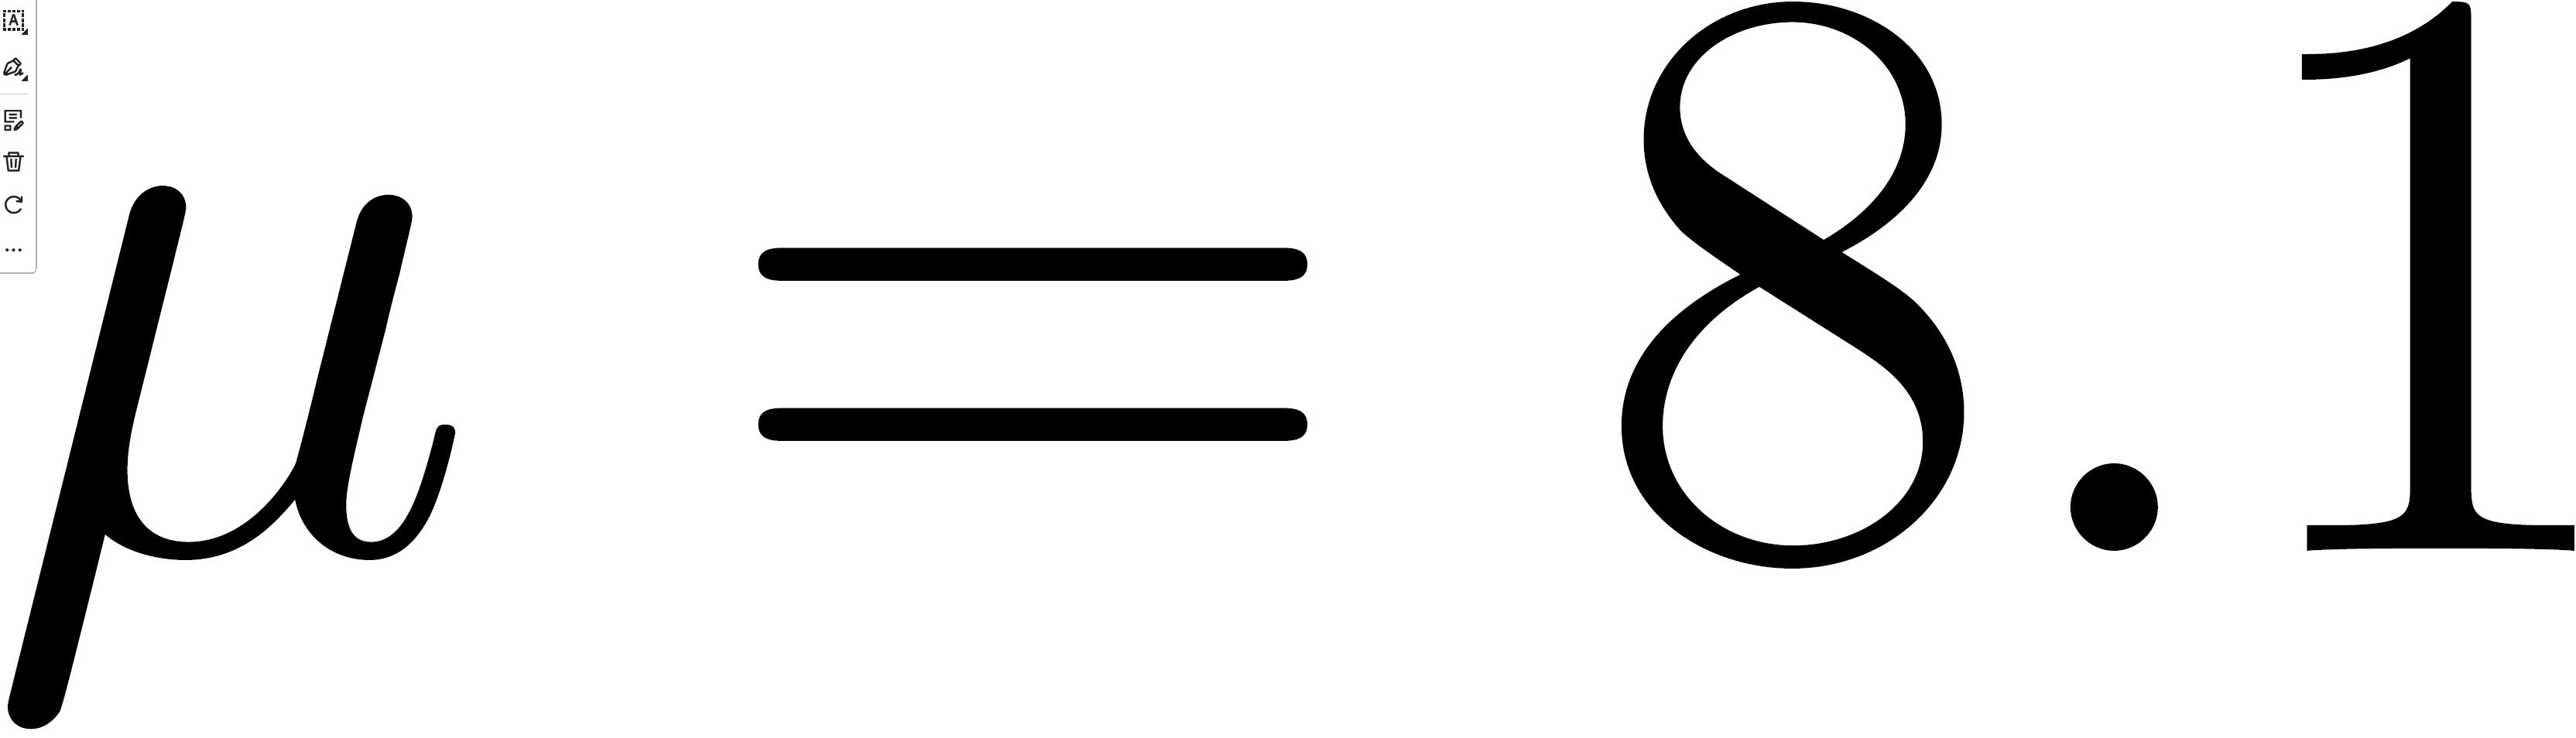 μ = 8.1